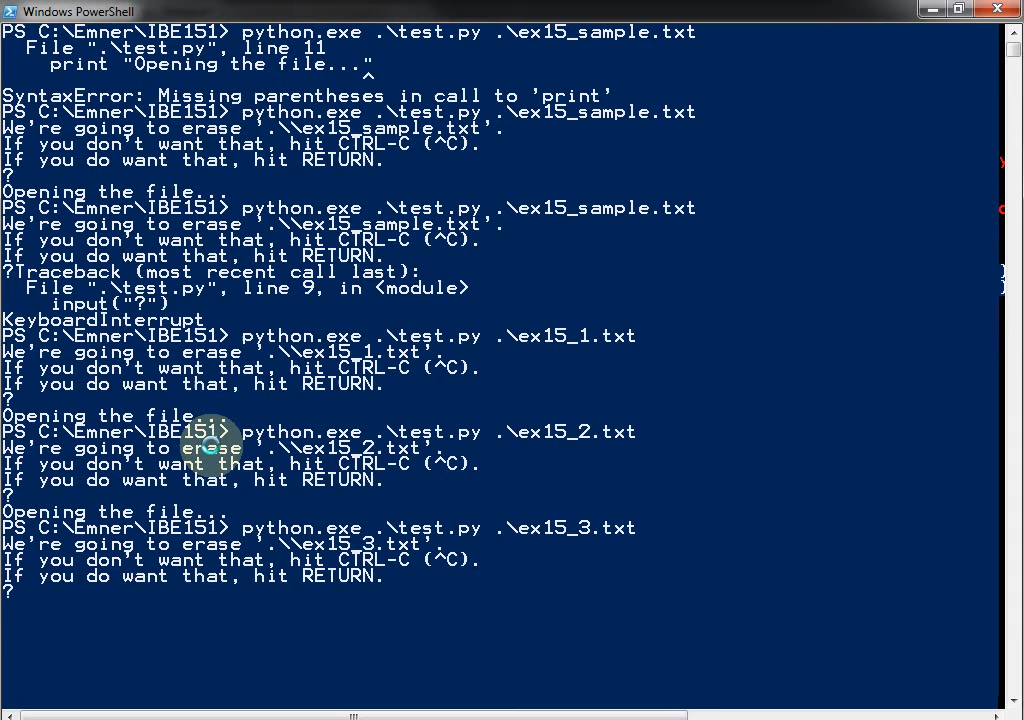 Windows PowerShell
PS C:\Emner\IBE151> python.exe .\test.py .\ex15_sample.txt
  File ".\test.py", line 11
    print "Opening the file..."
                              ^
SyntaxError: Missing parentheses in call to 'print'
PS C:\Emner\IBE151> python.exe .\test.py .\ex15_sample.txt
We're going to erase '.\\ex15_sample.txt'.
If you don't want that, hit CTRL-C (^C).
If you do want that, hit RETURN.
?
Opening the file...
PS C:\Emner\IBE151> python.exe .\test.py .\ex15_sample.txt
We're going to erase '.\\ex15_sample.txt'.
If you don't want that, hit CTRL-C (^C).
If you do want that, hit RETURN.
?Traceback (most recent call last):
  File ".\test.py", line 9, in <module>
    input("?")
KeyboardInterrupt
PS C:\Emner\IBE151> python.exe .\test.py .\ex15_1.txt
We're going to erase '.\\ex15_1.txt'.
If you don't want that, hit CTRL-C (^C).
If you do want that, hit RETURN.
?
Opening the file...
PS C:\Emner\IBE151> python.exe .\test.py .\ex15_2.txt
We're going to erase '.\\ex15_2.txt'.
If you don't want that, hit CTRL-C (^C).
If you do want that, hit RETURN.
?
Opening the file...
PS C:\Emner\IBE151> python.exe .\test.py .\ex15_3.txt
We're going to erase '.\\ex15_3.txt'.
If you don't want that, hit CTRL-C (^C).
If you do want that, hit RETURN.
?